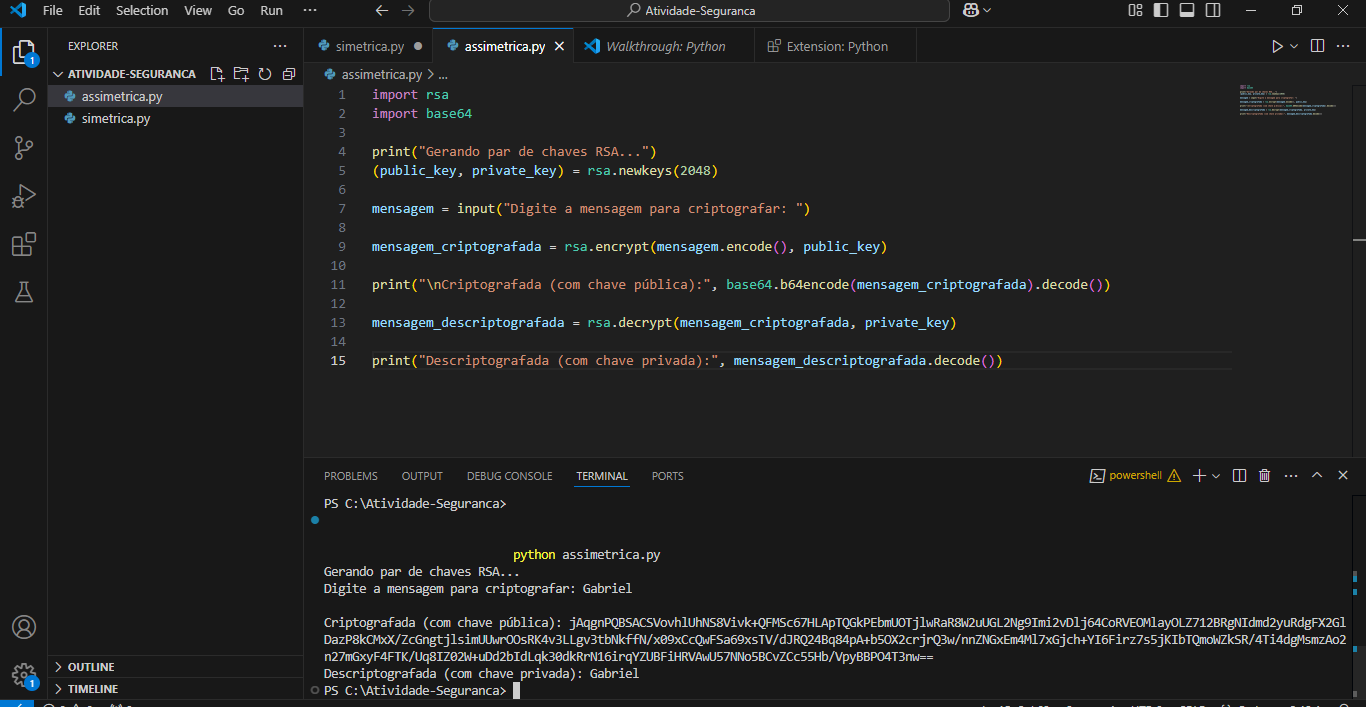 File Edit Selection View Go Run ··· Atividade-Seguranca
EXPLORER ···
ATIVIDADE-SEGURANCA
assimetrica.py
simetrica.py
OUTLINE
TIMELINE
1
1
simetrica.py assimetrica.py Walkthrough: Python Extension: Python
assimetrica.py > ...
1 import rsa
2 import base64
3
4 print("Gerando par de chaves RSA...")
5 (public_key, private_key) = rsa.newkeys(2048)
6
7 mensagem = input("Digite a mensagem para criptografar: ")
8
9 mensagem_criptografada = rsa.encrypt(mensagem.encode(), public_key)
10
11 print("\nCriptografada (com chave pública):", base64.b64encode(mensagem_criptografada).decode())
12
13 mensagem_descriptografada = rsa.decrypt(mensagem_criptografada, private_key)
14
15 print("Descriptografada (com chave privada):", mensagem_descriptografada.decode())
PROBLEMS OUTPUT DEBUG CONSOLE TERMINAL PORTS powershell
PS C:\Atividade-Seguranca>
python assimetrica.py
Gerando par de chaves RSA...
Digite a mensagem para criptografar: Gabriel
Criptografada (com chave pública): jAqgnPQBSACSVovhlUhNS8Vivk+QFMSc67HLApTQGkPEbmUOTjlwRaR8W2uUGL2Ng9Imi2vDlj64CoRVEOMlayOLZ712BRgNIdmd2yuRdgFX2Gl
DazP8kCMxX/ZcGngtjlsimUUwrOOsRK4v3LLgv3tbNkffN/x09xCcQwFSa69xsTV/dJRQ24Bq84pA+b5OX2crjrQ3w/nnZNGxEm4Ml7xGjch+YI6Firz7s5jKIbTQmoWZkSR/4Ti4dgMsmzAo2
n27mGxyF4FTK/Uq8IZ02W+uDd2bIdLqk30dkRrN16irqYZUBFiHRVAwU57NNo5BCvZCc55Hb/VpyBBPO4T3nw==
Descriptografada (com chave privada): Gabriel
PS C:\Atividade-Seguranca>